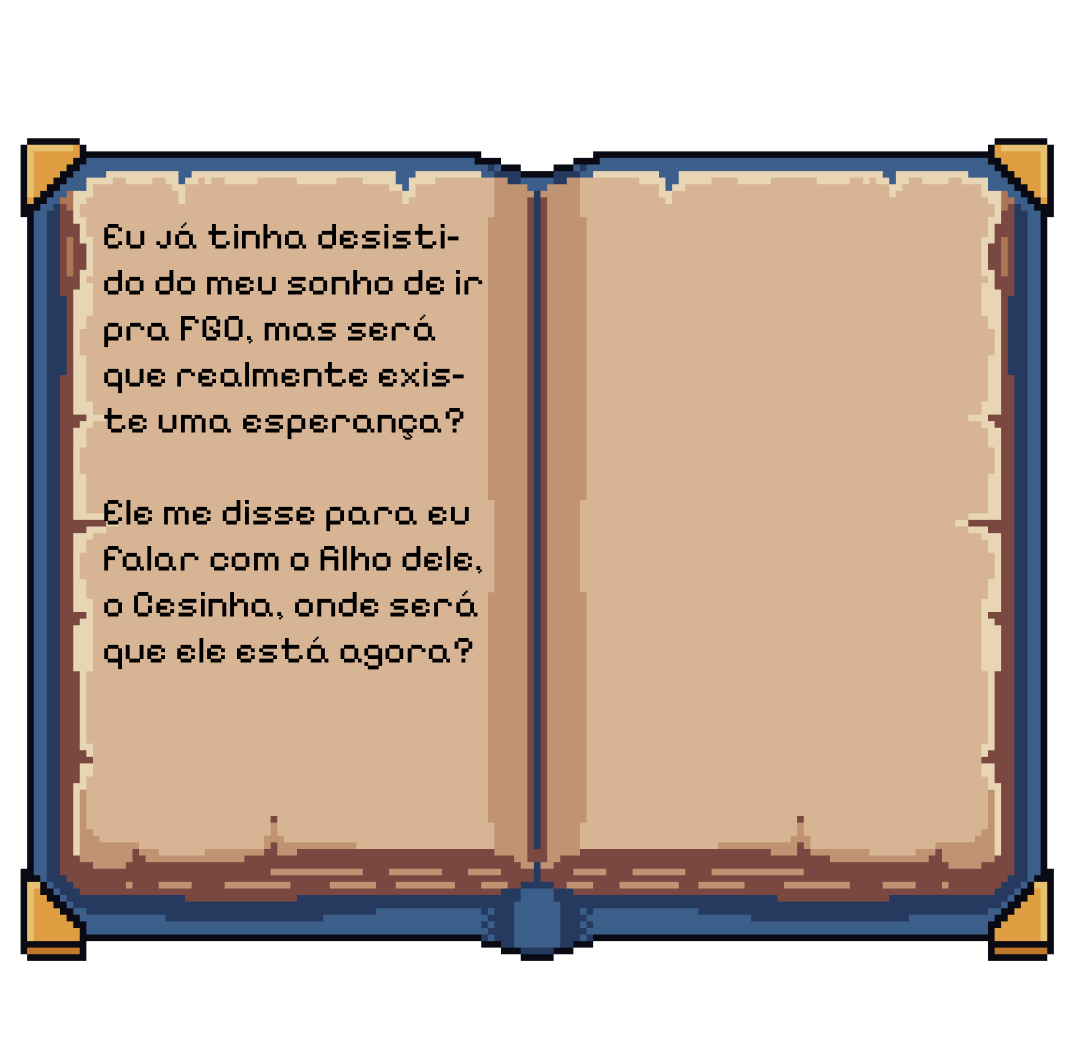 Eu já tinha desisti-
do do meu sonho de ir
pra FGO, mas será
que realmente exis-
te uma esperança?
Ele me disse para eu
falar com o filho dele,
o Cesinha, onde será
que ele está agora?